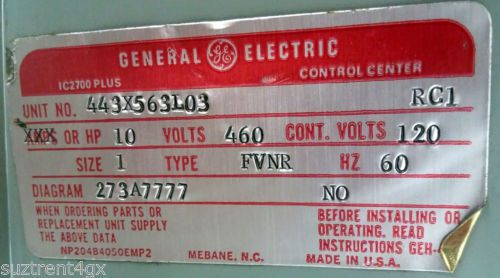 GENERAL GE ELECTRIC
IC2700 PLUS CONTROL CENTER
UNIT NO. 443X563L03 RC1
XXX OR HP 10 VOLTS 460 CONT. VOLTS 120
SIZE 1 TYPE FVNR HZ 60
DIAGRAM 273A7777 NO
WHEN ORDERING PARTS OR
REPLACEMENT UNIT SUPPLY
THE ABOVE DATA
NP204B4050EMP2
MEBANE, N.C.
BEFORE INSTALLING OR
OPERATING. READ
INSTRUCTIONS GEH-
MADE IN U.S.A.
suztrent4gx